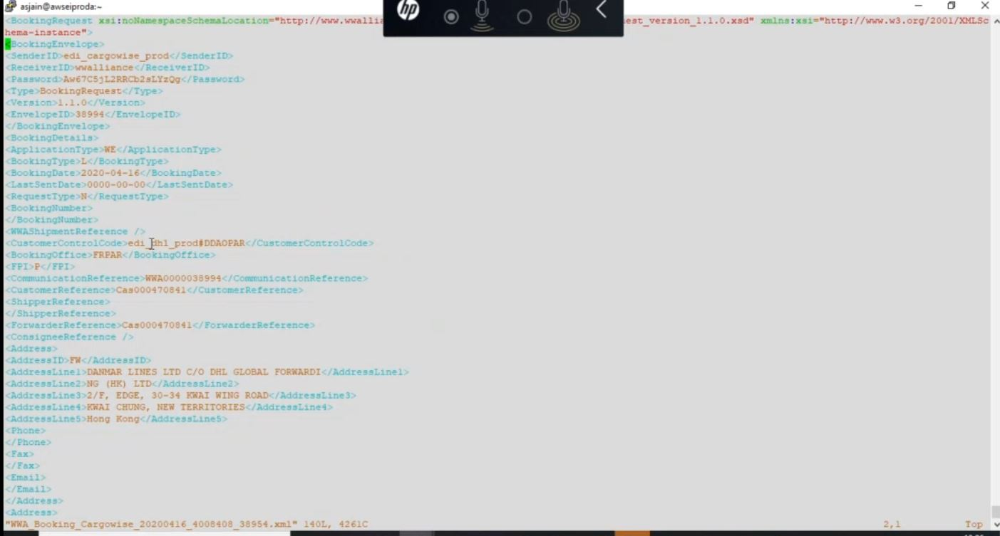 asjain@awseiproda:~
hp
<BookingRequest xsi:noNamespaceSchemaLocation="http://www.wwallia est_version_1.1.0.xsd" xmlns:xsi="http://www.w3.org/2001/XMLSc
hema-instance">
<BookingEnvelope>
<SenderID>edi_cargowise_prod</SenderID>
<ReceiverID>wwalliance</ReceiverID>
<Password>Aw67C5jL2RRCb2sLYzQg</Password>
<Type>BookingRequest</Type>
<Version>1.1.0</Version>
<EnvelopeID>38994</EnvelopeID>
</BookingEnvelope>
<BookingDetails>
<ApplicationType>WE</ApplicationType>
<BookingType>L</BookingType>
<BookingDate>2020-04-16</BookingDate>
<LastSentDate>0000-00-00</LastSentDate>
<RequestType>N</RequestType>
<BookingNumber>
</BookingNumber>
<WWAShipmentReference />
<CustomerControlCode>edi_dhl_prod#DDAOPAR</CustomerControlCode>
<BookingOffice>FRPAR</BookingOffice>
<FPI>P</FPI>
<CommunicationReference>WWA0000038994</CommunicationReference>
<CustomerReference>Cas000470841</CustomerReference>
<ShipperReference>
</ShipperReference>
<ForwarderReference>Cas000470841</ForwarderReference>
<ConsigneeReference />
<Address>
<AddressID>FW</AddressID>
<AddressLine1>DANMAR LINES LTD C/O DHL GLOBAL FORWARDI</AddressLine1>
<AddressLine2>NG (HK) LTD</AddressLine2>
<AddressLine3>2/F, EDGE, 30-34 KWAI WING ROAD</AddressLine3>
<AddressLine4>KWAI CHUNG, NEW TERRITORIES</AddressLine4>
<AddressLine5>Hong Kong</AddressLine5>
<Phone>
</Phone>
<Fax>
</Fax>
<Email>
</Email>
</Address>
<Address>
"WWA_Booking_Cargowise_20200416_4008408_38954.xml" 140L, 4261C 2,1 Top